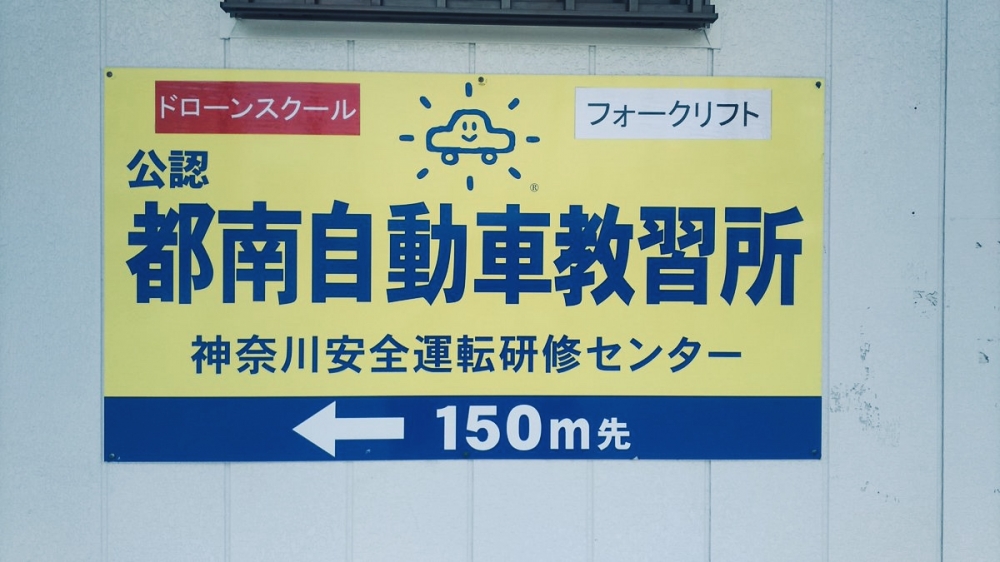 ドローンスクール
フォークリフト
®
公認
都南自動車教習所
神奈川安全運転研修センター
150m先